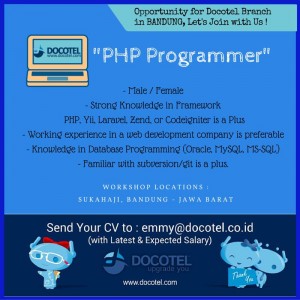 Opportunity for Docotel Branch
in BANDUNG, Let's Join with Us !
DOCOTEL
"PHP Programmer"
- Male / Female
- Strong Knowledge in Framework
PHP, Yii, Laravel, Zend, or Codeigniter is a Plus
- Working experience in a web development company is preferable
- Knowledge in Database Programming (Oracle, MySQL, MS-SQL)
- Familiar with subversion/git is a plus.
WORKSHOP LOCATIONS :
SUKAHAJI, BANDUNG - JAWA BARAT
Send Your CV to : emmy@docotel.co.id
(with Latest & Expected Salary)
DOCOTEL
upgrade you
Thank You
www.docotel.com